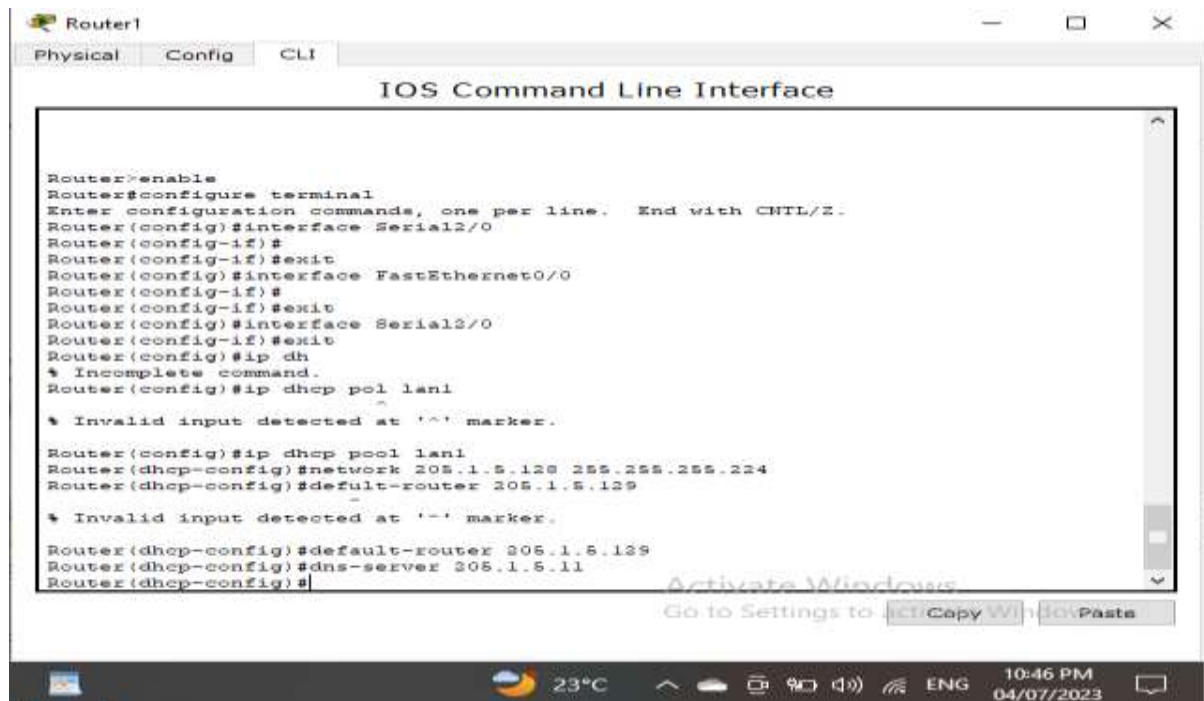 Router1
Physical Config CLI
IOS Command Line Interface
Router>enable
Router#configure terminal
Enter configuration commands, one per line. End with CNTL/Z.
Router(config)#interface Serial2/0
Router(config-if)#
Router(config-if)#exit
Router(config)#interface FastEthernet0/0
Router(config-if)#
Router(config-if)#exit
Router(config)#interface Serial2/0
Router(config-if)#exit
Router(config)#ip dh
% Incomplete command.
Router(config)#ip dhcp pol lan1
^
% Invalid input detected at '^' marker.
Router(config)#ip dhcp pool lan1
Router(dhcp-config)#network 205.1.5.128 255.255.255.224
Router(dhcp-config)#defult-router 205.1.5.129
^
% Invalid input detected at '^' marker.
Router(dhcp-config)#default-router 205.1.5.129
Router(dhcp-config)#dns-server 205.1.5.11
Router(dhcp-config)#
Activate Windows
Go to Settings to activate Windows.
Copy Paste
23°C ENG 10:46 PM
04/07/2023